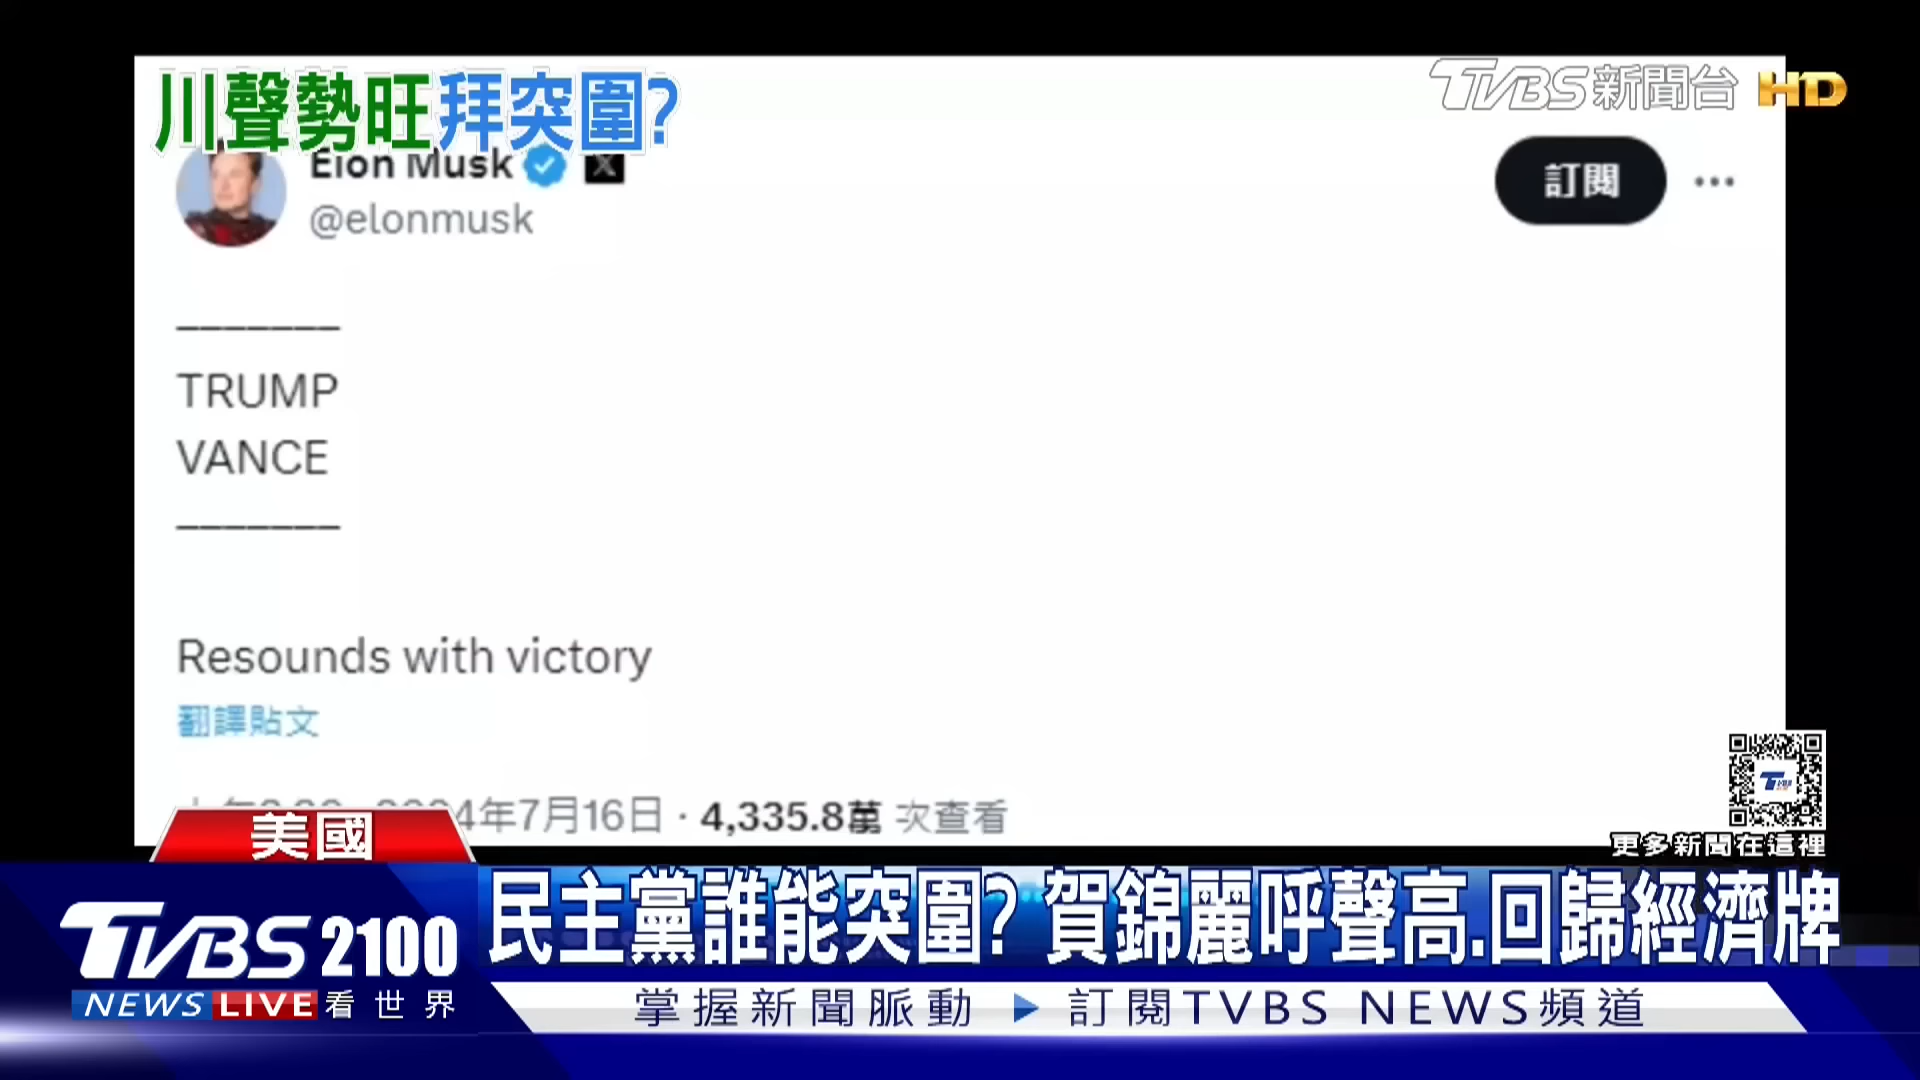 川聲勢旺拜突圍?
TVBS新聞台 HD
Elon Musk
@elonmusk
訂閱
TRUMP
VANCE
Resounds with victory
翻譯貼文
4年7月16日 · 4,335.8萬 次查看
更多新聞在這裡
美國
民主黨誰能突圍? 賀錦麗呼聲高.回歸經濟牌
TVBS 2100
NEWS LIVE 看世界
掌握新聞脈動 ▶ 訂閱TVBS NEWS頻道